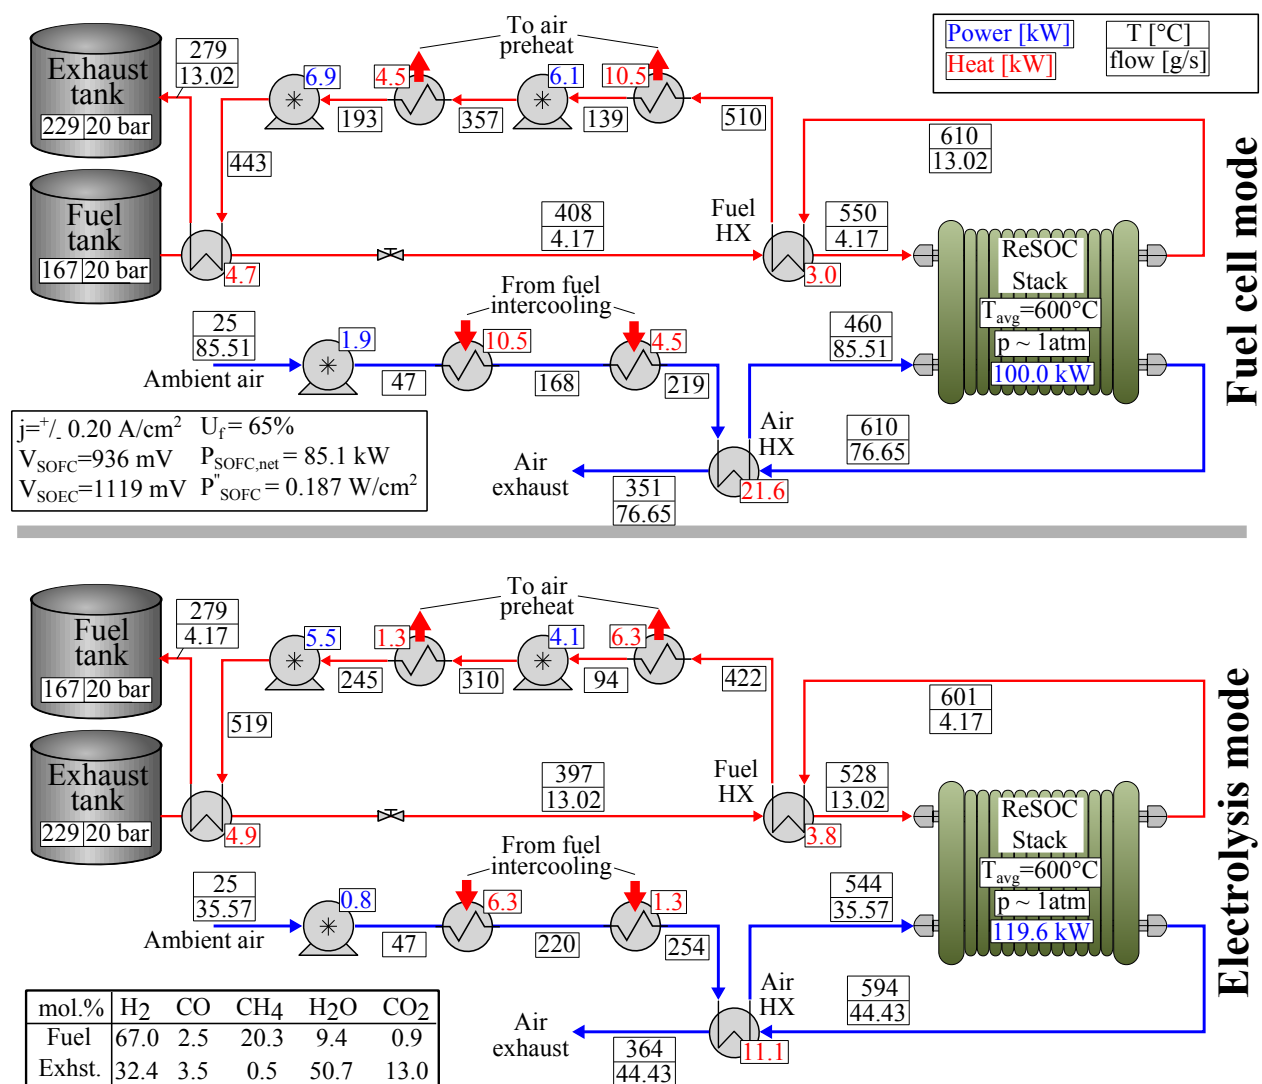 Power [kW]
Heat [kW]
T [°C]
flow [g/s]
Fuel cell mode
Exhaust
tank
229 20 bar
279
13.02
6.9
4.5
To air
preheat
6.1
10.5
193
357
139
510
443
610
13.02
Fuel
tank
167 20 bar
4.7
408
4.17
Fuel
HX
3.0
550
4.17
ReSOC
Stack
Tavg=600°C
p ~ 1atm
100.0 kW
25
85.51
Ambient air
1.9
47
From fuel
intercooling
10.5
168
4.5
219
460
85.51
Air
HX
21.6
610
76.65
Air
exhaust
351
76.65
j=+/- 0.20 A/cm² Uf= 65%
VSOFC=936 mV PSOFC,net= 85.1 kW
VSOEC=1119 mV P"SOFC= 0.187 W/cm²
Electrolysis mode
Fuel
tank
167 20 bar
279
4.17
5.5
1.3
To air
preheat
4.1
6.3
245
310
94
422
519
601
4.17
Exhaust
tank
229 20 bar
4.9
397
13.02
Fuel
HX
3.8
528
13.02
ReSOC
Stack
Tavg=600°C
p ~ 1atm
119.6 kW
25
35.57
Ambient air
0.8
47
From fuel
intercooling
6.3
220
1.3
254
544
35.57
Air
HX
11.1
594
44.43
Air
exhaust
364
44.43
mol.% H2 CO CH4 H2O CO2
Fuel 67.0 2.5 20.3 9.4 0.9
Exhst. 32.4 3.5 0.5 50.7 13.0